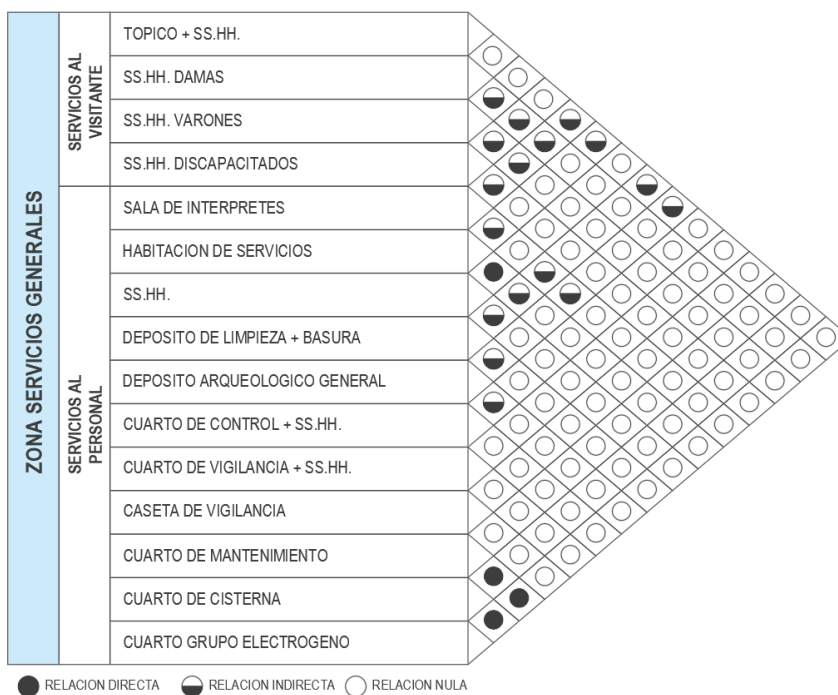 ZONA SERVICIOS GENERALES
SERVICIOS AL
VISITANTE
TOPICO + SS.HH.
SS.HH. DAMAS
SS.HH. VARONES
SS.HH. DISCAPACITADOS
SERVICIOS AL
PERSONAL
SALA DE INTERPRETES
HABITACION DE SERVICIOS
SS.HH.
DEPOSITO DE LIMPIEZA + BASURA
DEPOSITO ARQUEOLOGICO GENERAL
CUARTO DE CONTROL + SS.HH.
CUARTO DE VIGILANCIA + SS.HH.
CASETA DE VIGILANCIA
CUARTO DE MANTENIMIENTO
CUARTO DE CISTERNA
CUARTO GRUPO ELECTROGENO
RELACION DIRECTA RELACION INDIRECTA RELACION NULA